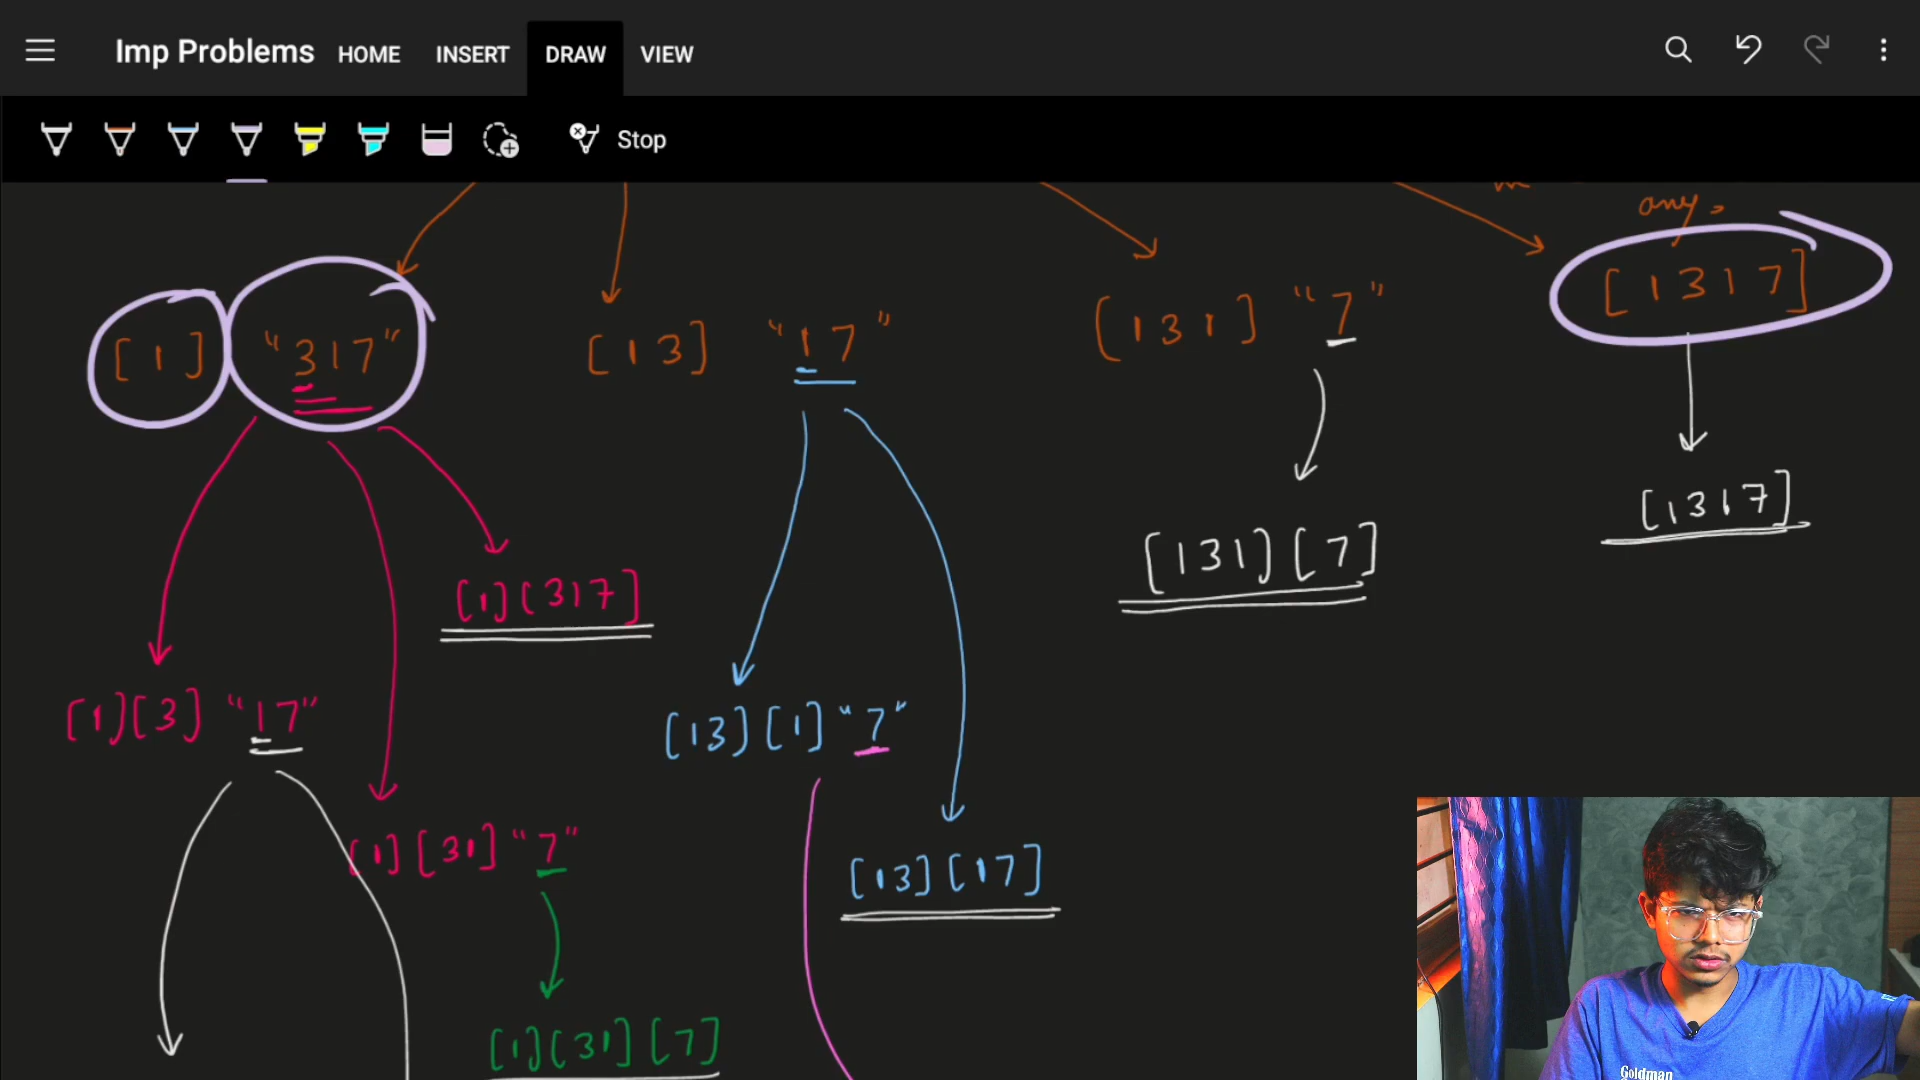 Imp Problems HOME INSERT DRAW VIEW
Stop
any.
[1] "317" [13] "17" [131] "7" [1317]
[1317]
[131][7]
[1][317]
[1][3] "17" [13][1] "7"
[1][31] "7" [13][17]
[1][31][7]
Goldman